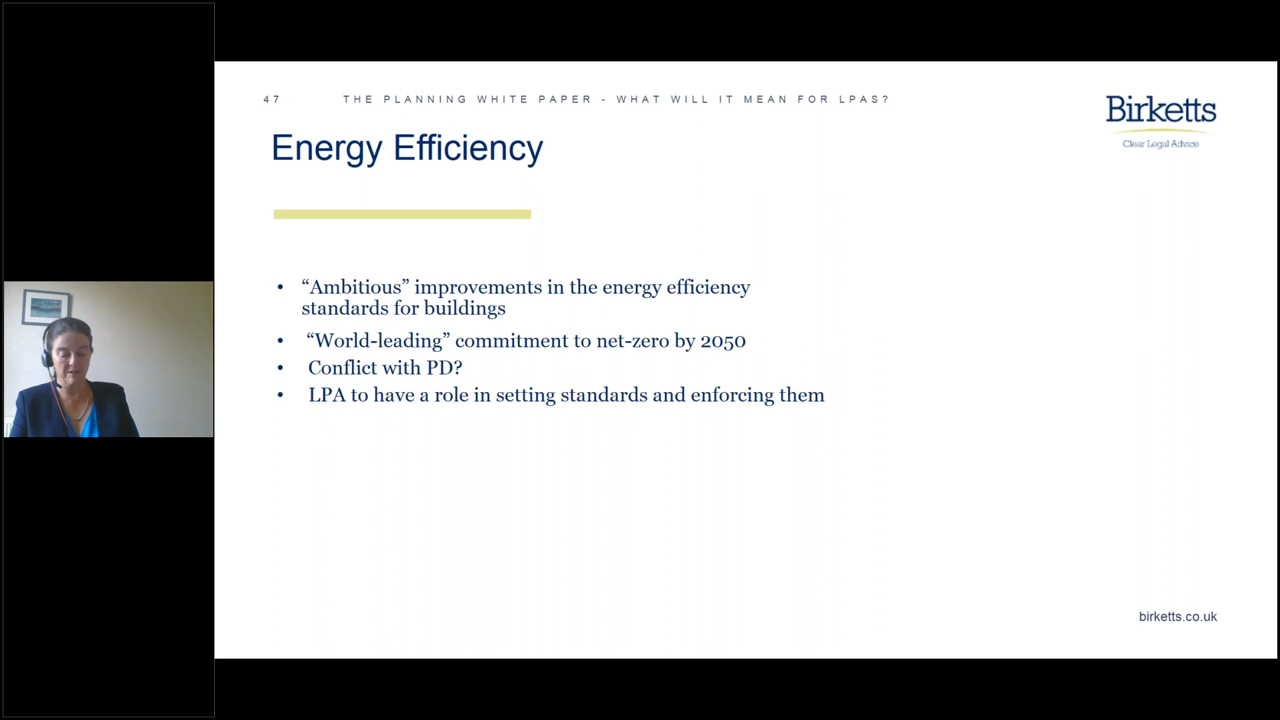 47 THE PLANNING WHITE PAPER - WHAT WILL IT MEAN FOR LPAS?
Birketts
Clear Legal Advice
Energy Efficiency
• “Ambitious” improvements in the energy efficiency
standards for buildings
• “World-leading” commitment to net-zero by 2050
• Conflict with PD?
• LPA to have a role in setting standards and enforcing them
birketts.co.uk